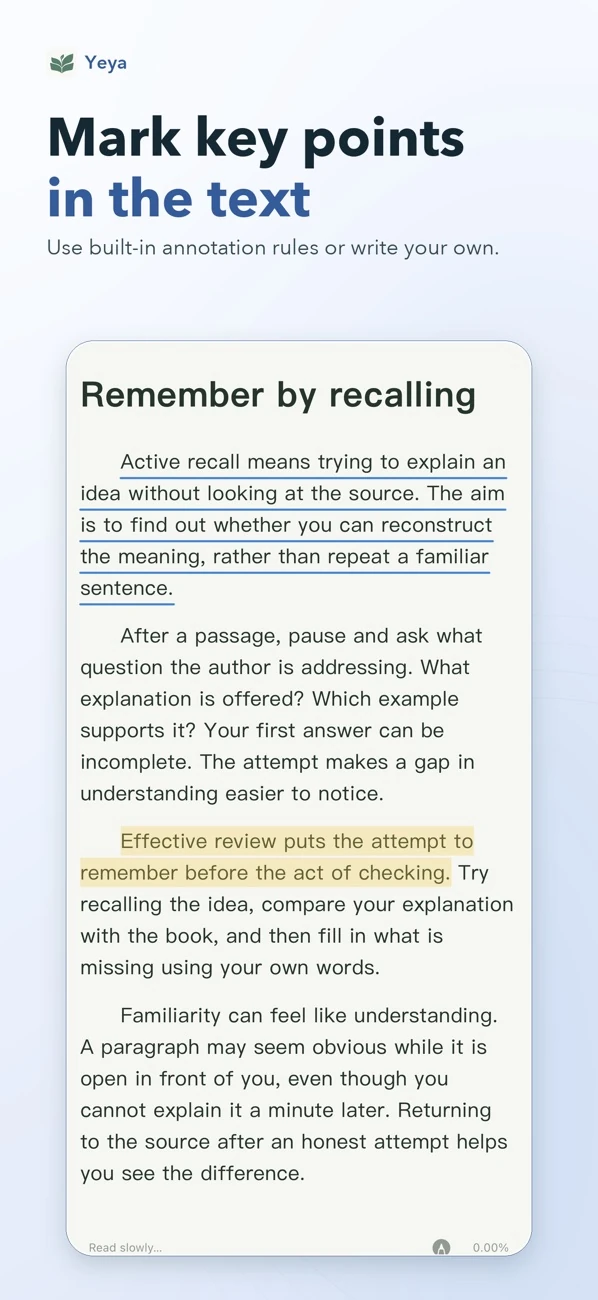 Yeya
Mark key points
in the text
Use built-in annotation rules or write your own.
Remember by recalling
Active recall means trying to explain an
idea without looking at the source. The aim
is to find out whether you can reconstruct
the meaning, rather than repeat a familiar
sentence.
After a passage, pause and ask what
question the author is addressing. What
explanation is offered? Which example
supports it? Your first answer can be
incomplete. The attempt makes a gap in
understanding easier to notice.
Effective review puts the attempt to
remember before the act of checking. Try
recalling the idea, compare your explanation
with the book, and then fill in what is
missing using your own words.
Familiarity can feel like understanding.
A paragraph may seem obvious while it is
open in front of you, even though you
cannot explain it a minute later. Returning
to the source after an honest attempt helps
you see the difference.
Read slowly... 0.00%